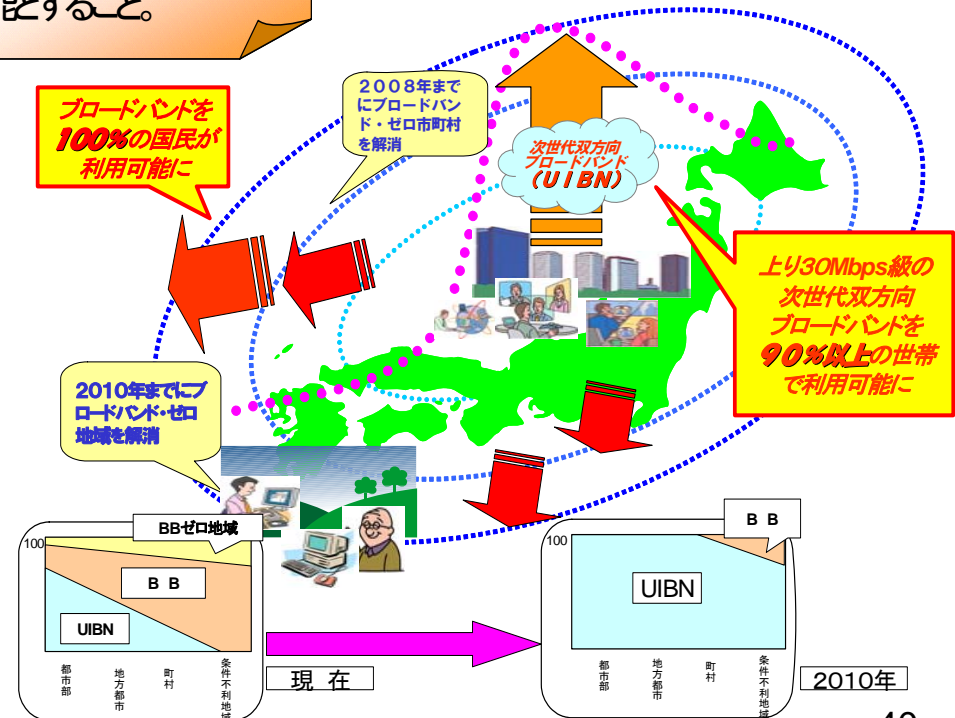 能とすること。
ブロードバンドを
100%の国民が
利用可能に
2008年まで
にブロードバン
ド・ゼロ市町村
を解消
次世代双方向
ブロードバンド
（UIBN）
上り30Mbps級の
次世代双方向
ブロードバンドを
90%以上の世帯
で利用可能に
2010年までにブ
ロードバンド・ゼロ
地域を解消
BBゼロ地域
100
BB
UIBN
都市部
地方都市
町村
条件不利地域
現在
BB
100
UIBN
都市部
地方都市
町村
条件不利地域
2010年